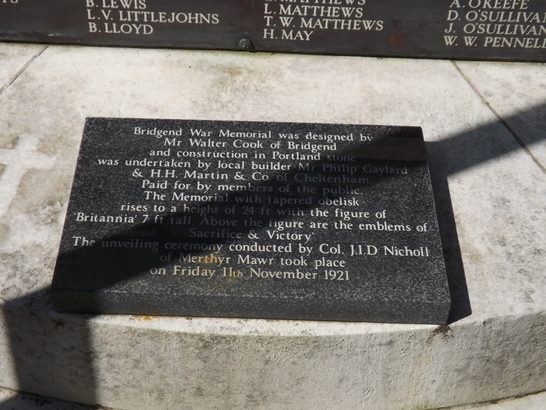 B. LEWIS
L.V. LITTLEJOHNS
B. LLOYD
L. MATTHEWS
T. W. MATTHEWS
H. MAY
A. O'KEEFE
D. O'SULLIVAN
J. O'SULLIVAN
W. W. PENNELL
Bridgend War Memorial was designed by
Mr Walter Cook of Bridgend
and construction in Portland stone
was undertaken by local builder Mr Philip Gaylard
& H.H. Martin & Co of Cheltenham
Paid for by members of the public.
The Memorial with tapered obelisk
rises to a height of 24 ft with the figure of
'Britannia' 7 ft tall. Above the figure are the emblems of
'Sacrifice & Victory'
The unveiling ceremony conducted by Col. J.I.D Nicholl
of Merthyr Mawr took place
on Friday 11th November 1921